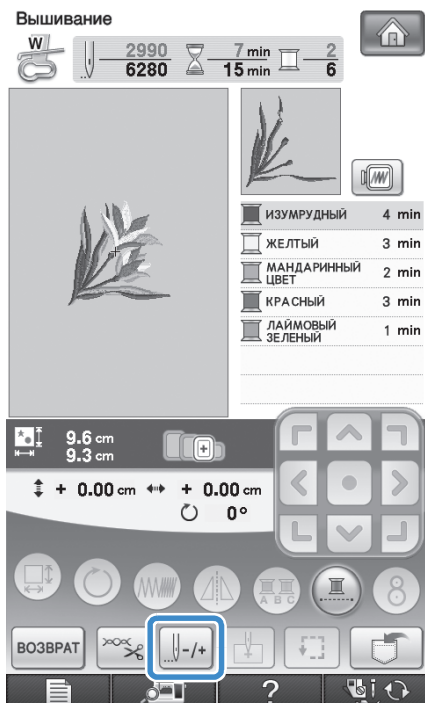 Вышивание
W
2990 7 min 2
6280 15 min 6
ИЗУМРУДНЫЙ 4 min
ЖЕЛТЫЙ 3 min
МАНДАРИННЫЙ
ЦВЕТ 2 min
КРАСНЫЙ 3 min
ЛАЙМОВЫЙ
ЗЕЛЕНЫЙ 1 min
9.6 cm
9.3 cm
+ 0.00 cm + 0.00 cm
0°
A B C
8
ВОЗВРАТ -/+
? i